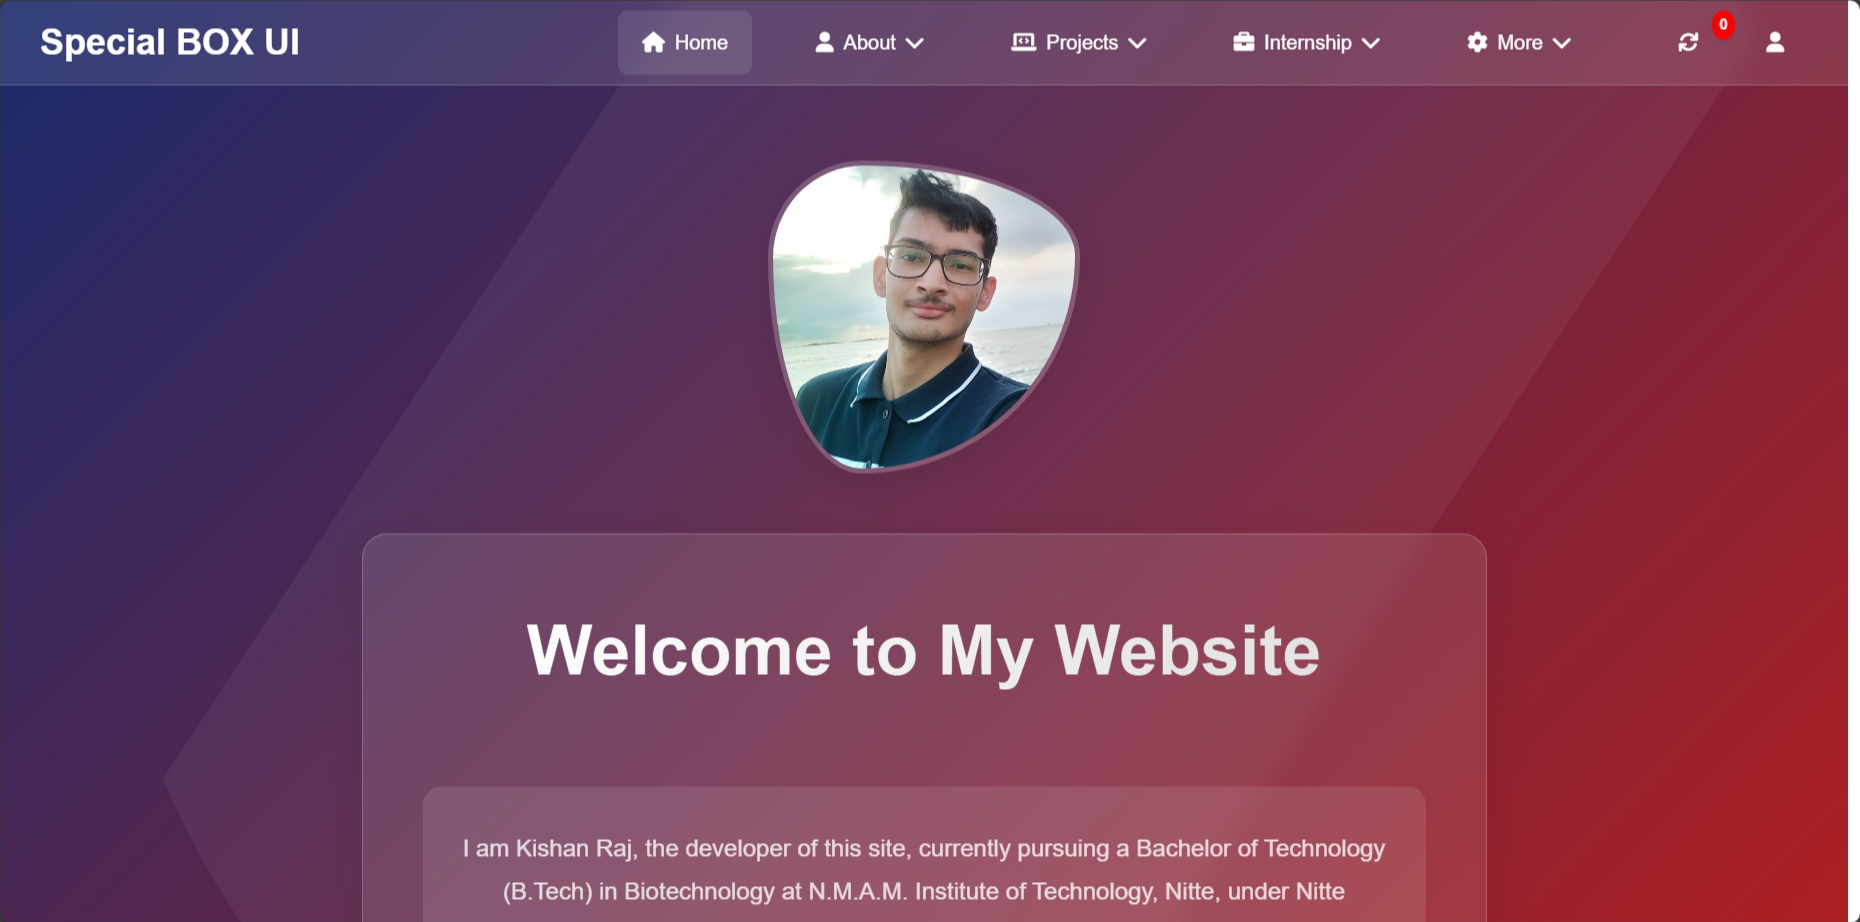 Special BOX UI
Home
About
Projects
Internship
More
0
Welcome to My Website
I am Kishan Raj, the developer of this site, currently pursuing a Bachelor of Technology
(B.Tech) in Biotechnology at N.M.A.M. Institute of Technology, Nitte, under Nitte